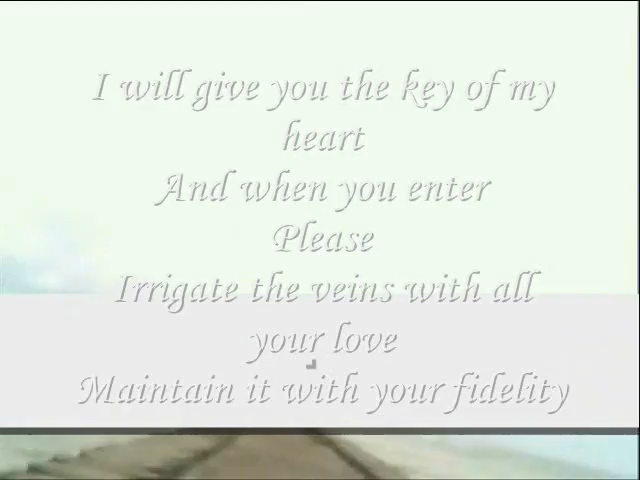 I will give you the key of my
heart
And when you enter
Please
Irrigate the veins with all
your love
Maintain it with your fidelity